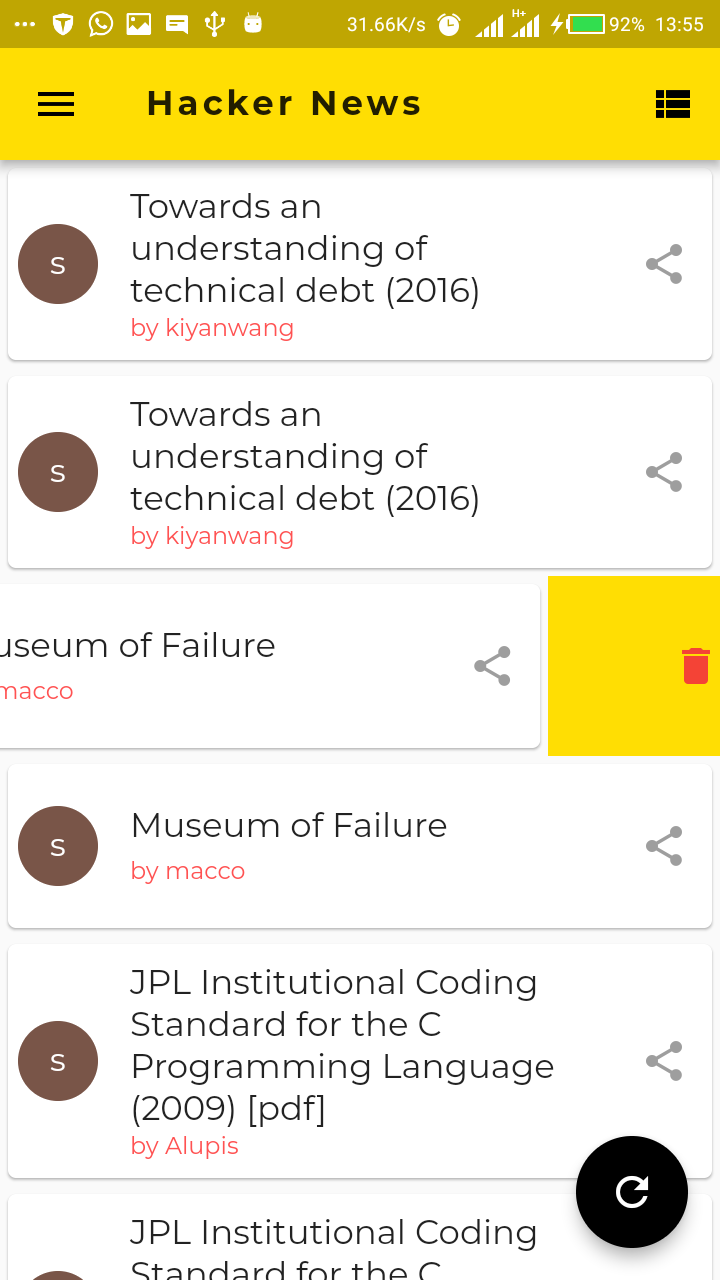 31.66K/s H+ 92% 13:55
Hacker News
Towards an
understanding of
technical debt (2016)
by kiyanwang
s
Towards an
understanding of
technical debt (2016)
by kiyanwang
s
useum of Failure
macco
Museum of Failure
by macco
s
JPL Institutional Coding
Standard for the C
Programming Language
(2009) [pdf]
by Alupis
s
JPL Institutional Coding
Standard for the C